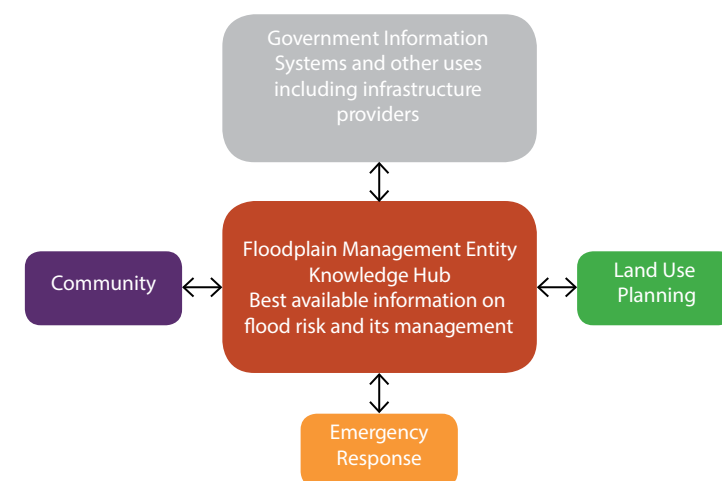 Government Information
Systems and other uses
including infrastructure
providers
Floodplain Management Entity
Knowledge Hub
Best available information on
flood risk and its management
Community
Land Use
Planning
Emergency
Response